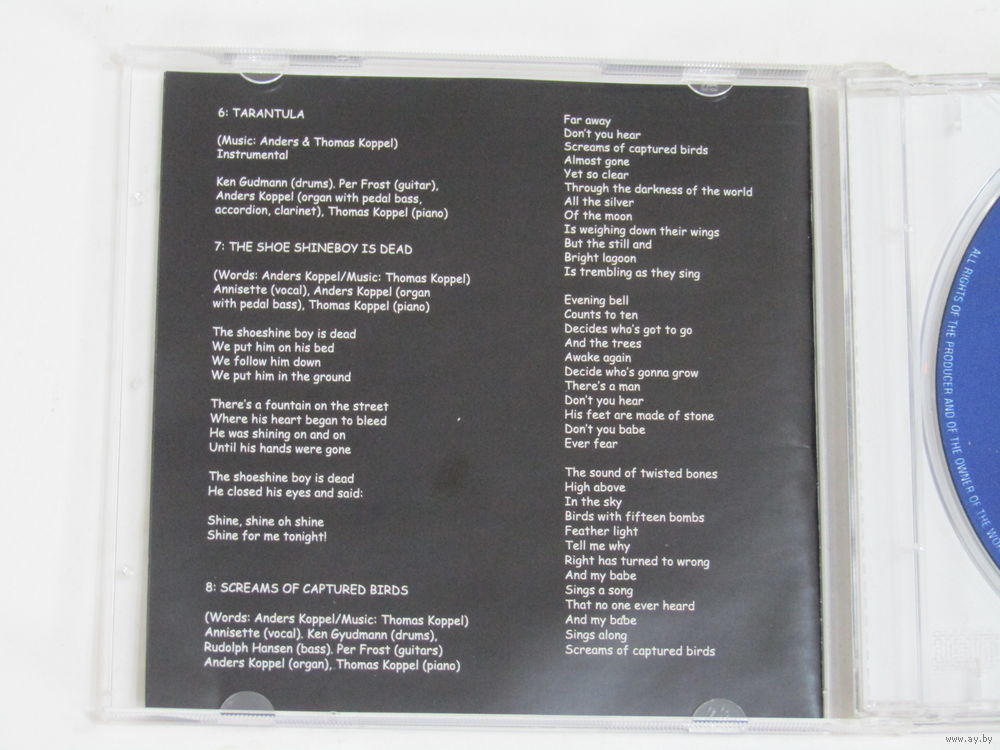 6: TARANTULA
(Music: Anders & Thomas Koppel)
Instrumental
Ken Gudmann (drums). Per Frost (guitar),
Anders Koppel (organ with pedal bass,
accordion, clarinet), Thomas Koppel (piano)
7: THE SHOE SHINEBOY IS DEAD
(Words: Anders Koppel/Music: Thomas Koppel)
Annisette (vocal), Anders Koppel (organ
with pedal bass), Thomas Koppel (piano)
The shoeshine boy is dead
We put him on his bed
We follow him down
We put him in the ground
There's a fountain on the street
Where his heart began to bleed
He was shining on and on
Until his hands were gone
The shoeshine boy is dead
He closed his eyes and said:
Shine, shine oh shine
Shine for me tonight!
8: SCREAMS OF CAPTURED BIRDS
(Words: Anders Koppel/Music: Thomas Koppel)
Annisette (vocal). Ken Gyudmann (drums),
Rudolph Hansen (bass). Per Frost (guitars)
Anders Koppel (organ), Thomas Koppel (piano)
Far away
Don't you hear
Screams of captured birds
Almost gone
Yet so clear
Through the darkness of the world
All the silver
Of the moon
Is weighing down their wings
But the still and
Bright lagoon
Is trembling as they sing
Evening bell
Counts to ten
Decides who's got to go
And the trees
Awake again
Decide who's gonna grow
There's a man
Don't you hear
His feet are made of stone
Don't you babe
Ever fear
The sound of twisted bones
High above
In the sky
Birds with fifteen bombs
Feather light
Tell me why
Right has turned to wrong
And my babe
Sings a song
That no one ever heard
And my babe
Sings along
Screams of captured birds
ALL RIGHTS OF THE PRODUCER AND OF THE OWNER OF THE WOR
www.ay.by